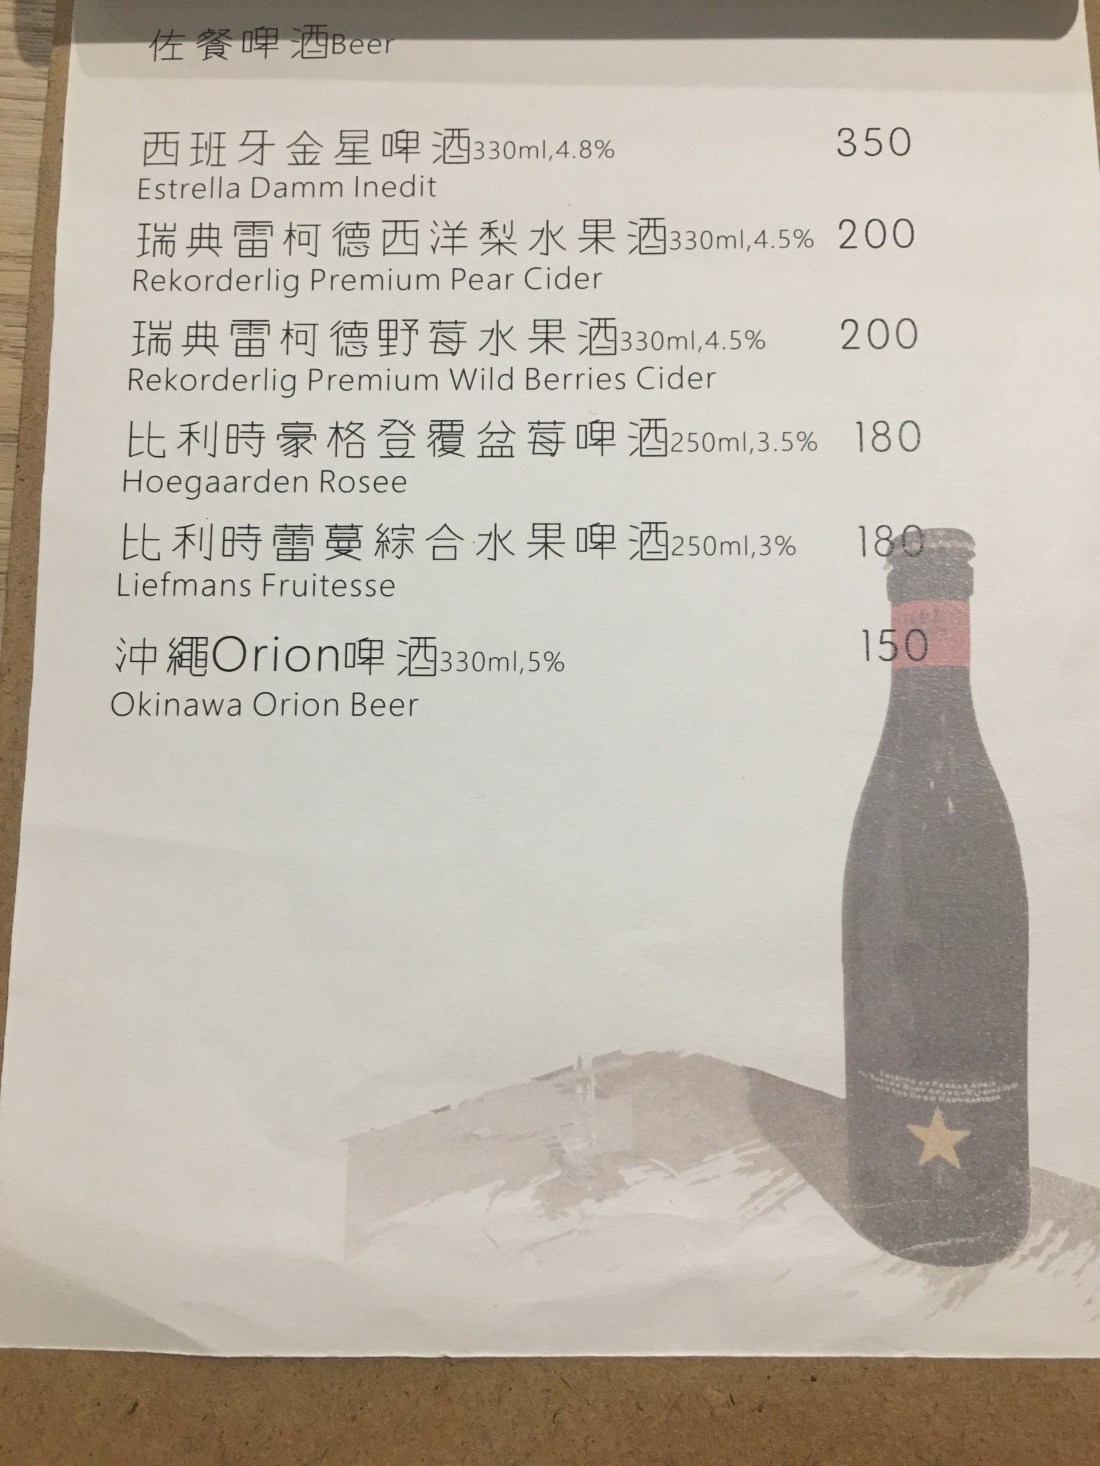 佐餐啤酒Beer
西班牙金星啤酒330ml,4.8% 350
Estrella Damm Inedit
瑞典雷柯德西洋梨水果酒330ml,4.5% 200
Rekorderlig Premium Pear Cider
瑞典雷柯德野莓水果酒330ml,4.5% 200
Rekorderlig Premium Wild Berries Cider
比利時豪格登覆盆莓啤酒250ml,3.5% 180
Hoegaarden Rosee
比利時蕾蔓綜合水果啤酒250ml,3% 180
Liefmans Fruitesse
沖繩Orion啤酒330ml,5% 150
Okinawa Orion Beer